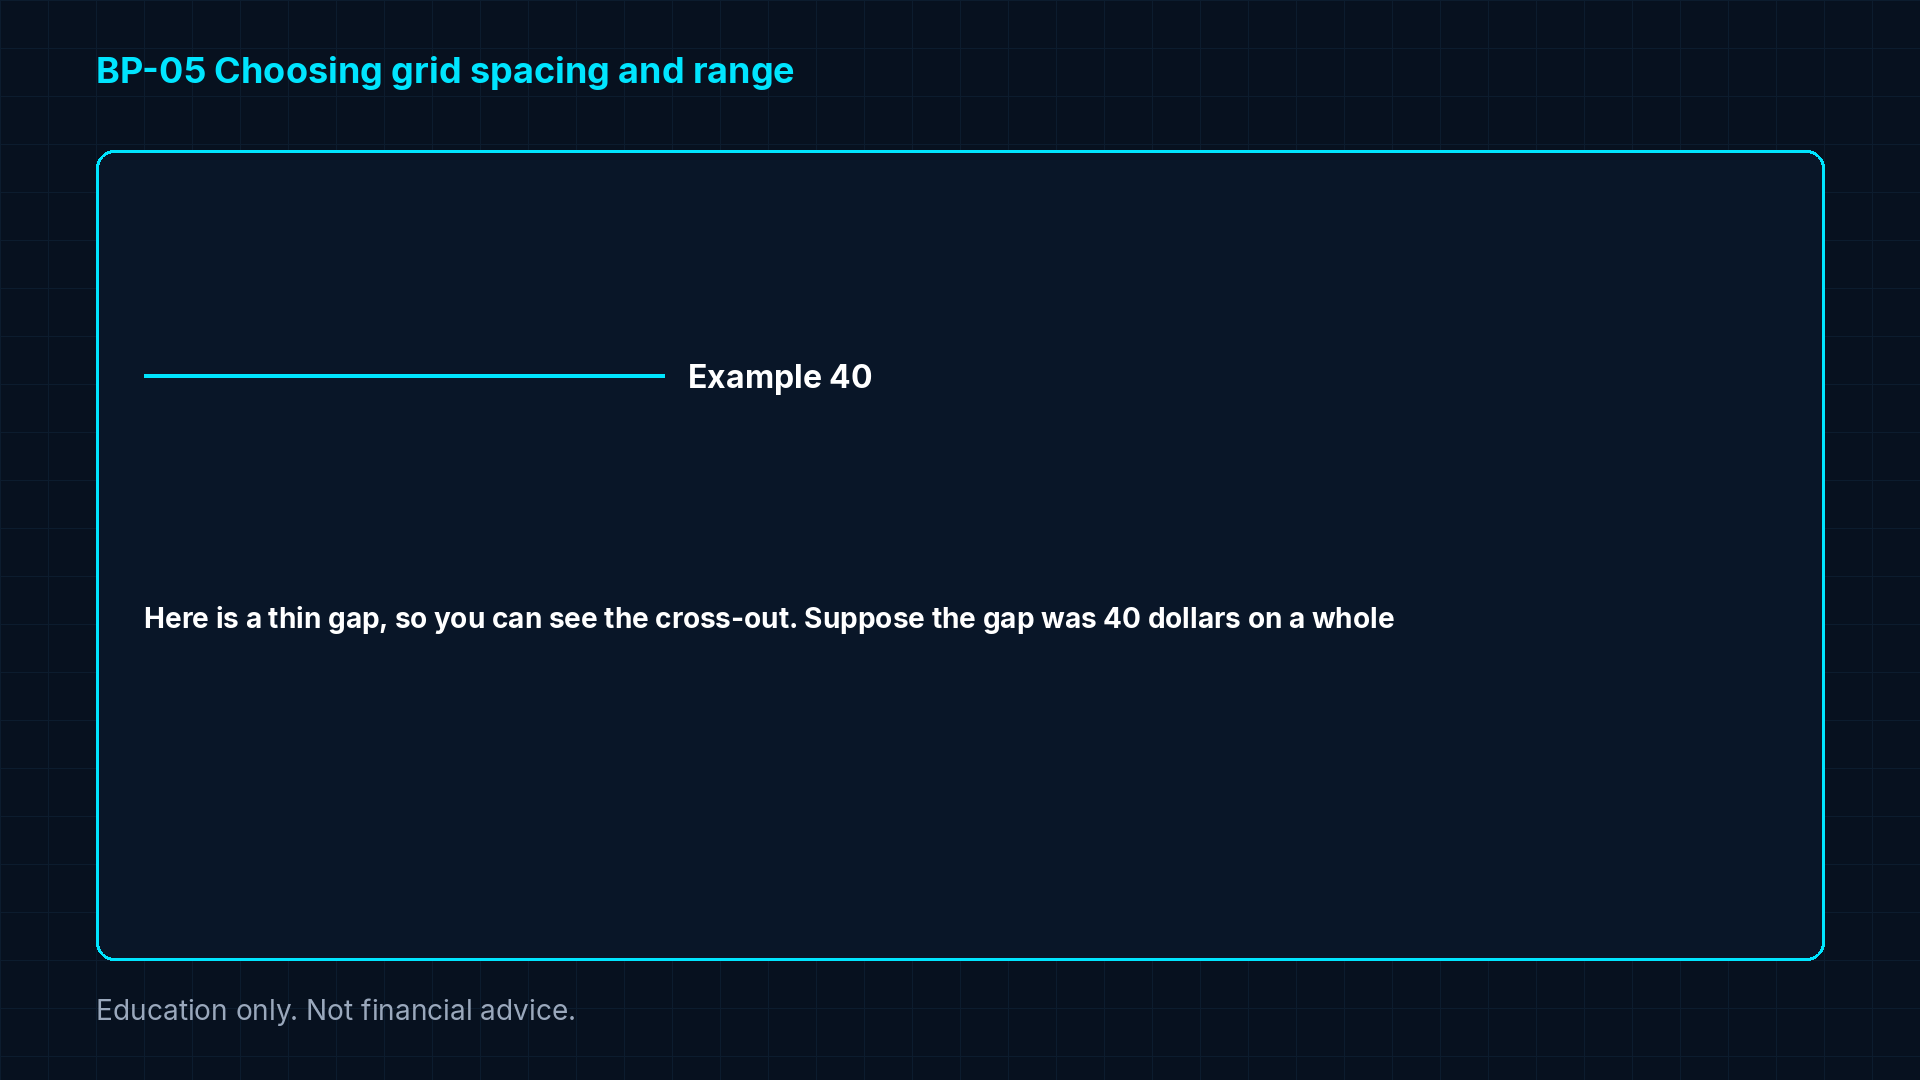 BP-05 Choosing grid spacing and range
Example 40
Here is a thin gap, so you can see the cross-out. Suppose the gap was 40 dollars on a whole
Education only. Not financial advice.